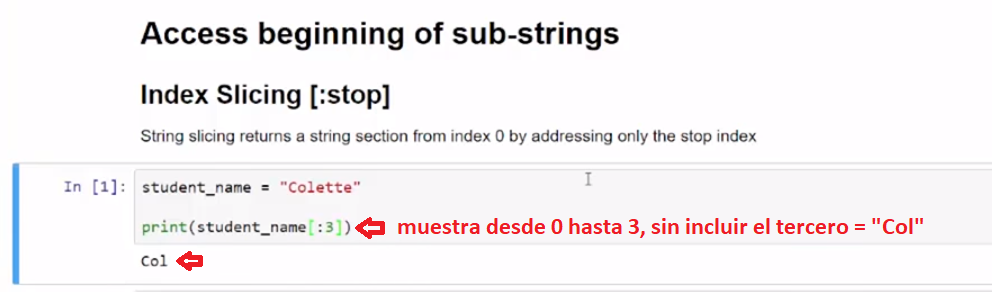 Access beginning of sub-strings
Index Slicing [:stop]
String slicing returns a string section from index 0 by addressing only the stop index
In [1]: student_name = "Colette"
print(student_name[:3]) muestra desde 0 hasta 3, sin incluir el tercero = "Col"
Col